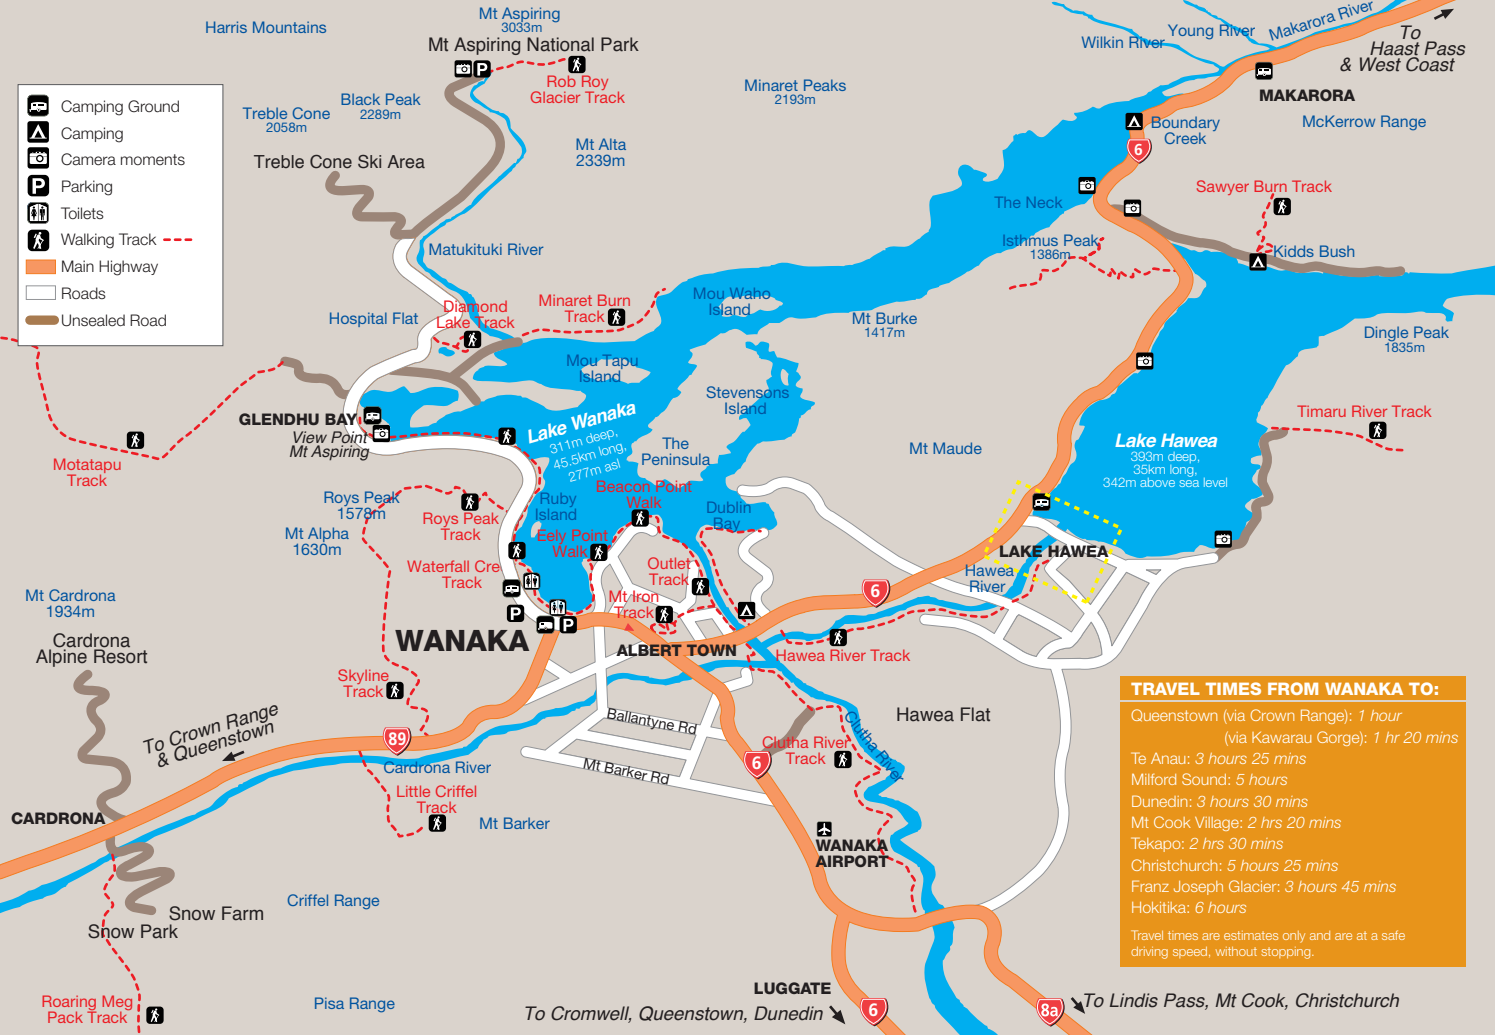 Harris Mountains
Mt Aspiring
3033m
Mt Aspiring National Park
Rob Roy
Glacier Track
Minaret Peaks
2193m
Wilkin River
Young River
Makarora River
To
Haast Pass
& West Coast
MAKARORA
McKerrow Range
Boundary
Creek
6
Camping Ground
Camping
Camera moments
P
Parking
Toilets
Walking Track
Main Highway
Roads
Unsealed Road
P
Treble Cone
2058m
Black Peak
2289m
Treble Cone Ski Area
Mt Alta
2339m
Matukituki River
Hospital Flat
Diamond
Lake Track
Minaret Burn
Track
Mou Waho
Island
Mt Burke
1417m
The Neck
Isthmus Peak
1386m
Sawyer Burn Track
Kidds Bush
Dingle Peak
1835m
Timaru River Track
Mou Tapu
Island
Stevensons
Island
Lake Wanaka
311m deep,
45.5km long,
277m asl
The
Peninsula
Mt Maude
Lake Hawea
393m deep,
35km long,
342m above sea level
GLENDHU BAY
View Point
Mt Aspiring
Motatapu
Track
Roys Peak
1578m
Mt Alpha
1630m
Roys Peak
Track
Ruby
Island
Beacon Point
Walk
Dublin
Bay
Eely Point
Walk
Waterfall Cre
Track
Outlet
Track
Mt Iron
Track
LAKE HAWEA
Hawea
River
6
Mt Cardrona
1934m
Cardrona
Alpine Resort
P
P
WANAKA
ALBERT TOWN
Hawea River Track
Skyline
Track
To Crown Range
& Queenstown
89
Cardrona River
Ballantyne Rd
Mt Barker Rd
6
Clutha River
Track
Clutha River
Hawea Flat
Little Criffel
Track
Mt Barker
CARDRONA
WANAKA
AIRPORT
Criffel Range
Snow Farm
Snow Park
Roaring Meg
Pack Track
Pisa Range
LUGGATE
To Cromwell, Queenstown, Dunedin
6
8a
To Lindis Pass, Mt Cook, Christchurch
TRAVEL TIMES FROM WANAKA TO:
Queenstown (via Crown Range): 1 hour
(via Kawarau Gorge): 1 hr 20 mins
Te Anau: 3 hours 25 mins
Milford Sound: 5 hours
Dunedin: 3 hours 30 mins
Mt Cook Village: 2 hrs 20 mins
Tekapo: 2 hrs 30 mins
Christchurch: 5 hours 25 mins
Franz Joseph Glacier: 3 hours 45 mins
Hokitika: 6 hours
Travel times are estimates only and are at a safe
driving speed, without stopping.